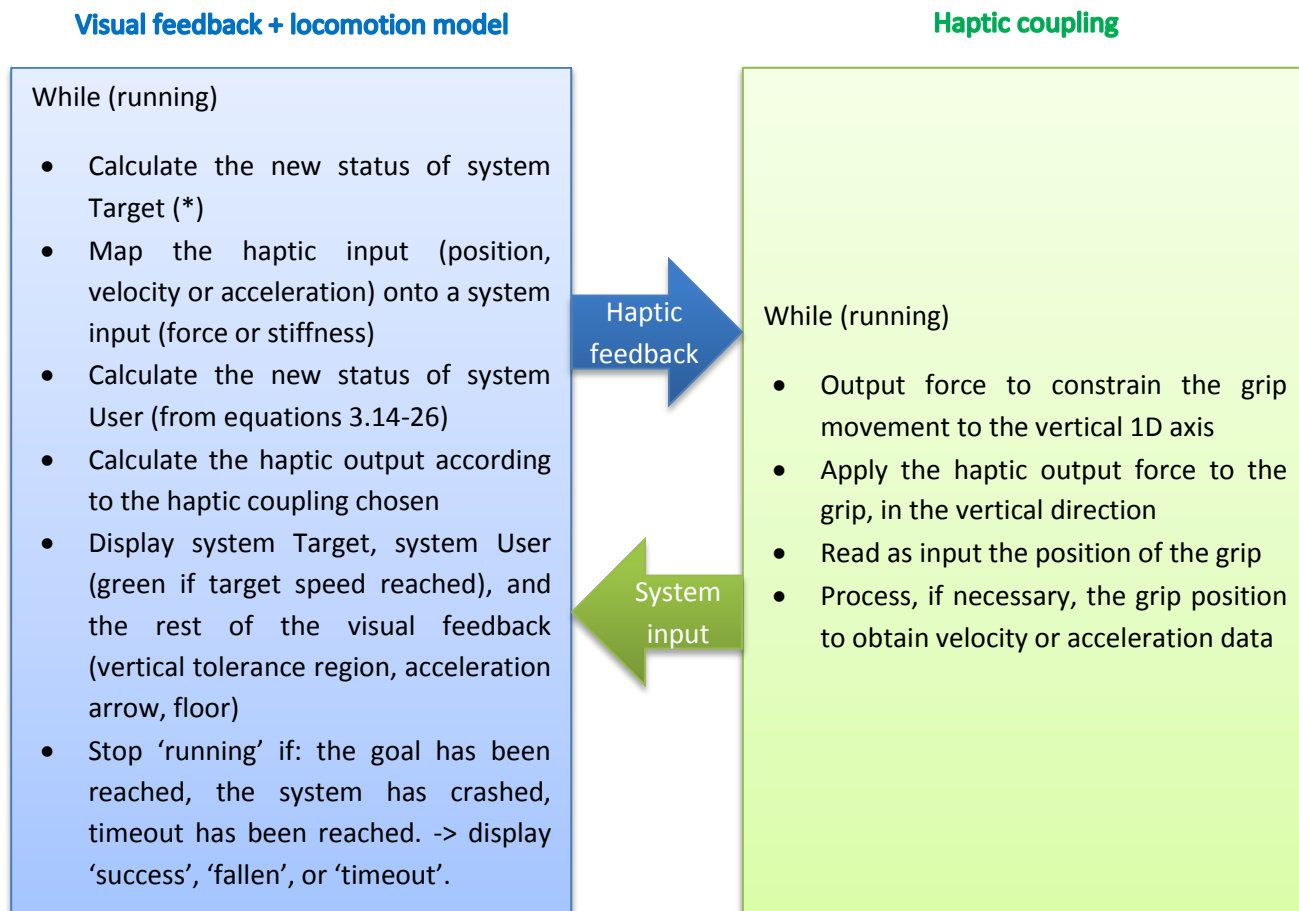 Visual feedback + locomotion model
While (running)
• Calculate the new status of system
Target (*)
• Map the haptic input (position,
velocity or acceleration) onto a system
input (force or stiffness)
• Calculate the new status of system
User (from equations 3.14-26)
• Calculate the haptic output according
to the haptic coupling chosen
• Display system Target, system User
(green if target speed reached), and
the rest of the visual feedback
(vertical tolerance region, acceleration
arrow, floor)
• Stop ‘running’ if: the goal has been
reached, the system has crashed,
timeout has been reached. -> display
‘success’, ‘fallen’, or ‘timeout’.
Haptic
feedback
System
input
Haptic coupling
While (running)
• Output force to constrain the grip
movement to the vertical 1D axis
• Apply the haptic output force to the
grip, in the vertical direction
• Read as input the position of the grip
• Process, if necessary, the grip position
to obtain velocity or acceleration data